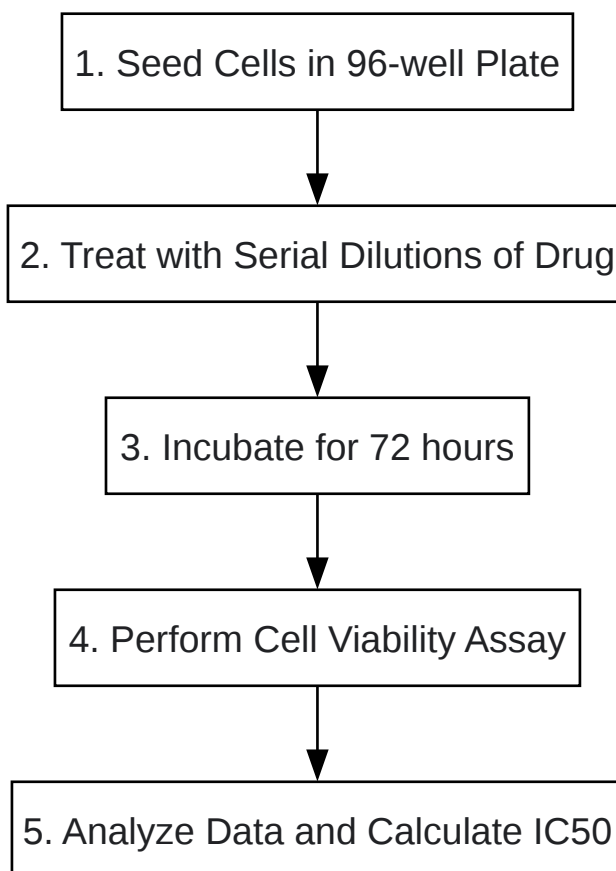 1. Seed Cells in 96-well Plate
2. Treat with Serial Dilutions of Drug
3. Incubate for 72 hours
4. Perform Cell Viability Assay
5. Analyze Data and Calculate IC50